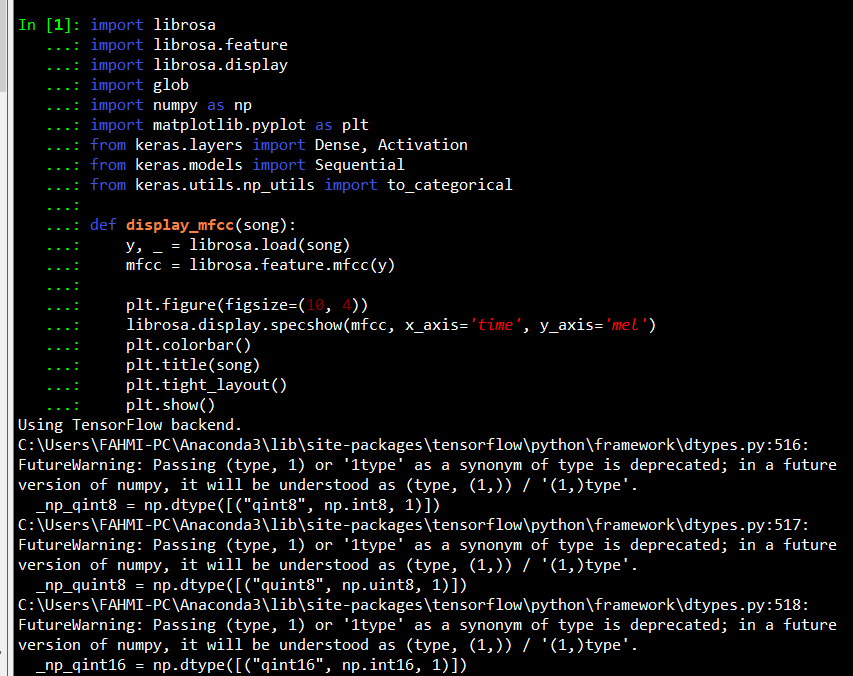 In [1]: import librosa
   ...: import librosa.feature
   ...: import librosa.display
   ...: import glob
   ...: import numpy as np
   ...: import matplotlib.pyplot as plt
   ...: from keras.layers import Dense, Activation
   ...: from keras.models import Sequential
   ...: from keras.utils.np_utils import to_categorical
   ...:
   ...: def display_mfcc(song):
   ...:     y, _ = librosa.load(song)
   ...:     mfcc = librosa.feature.mfcc(y)
   ...:
   ...:     plt.figure(figsize=(10, 4))
   ...:     librosa.display.specshow(mfcc, x_axis='time', y_axis='mel')
   ...:     plt.colorbar()
   ...:     plt.title(song)
   ...:     plt.tight_layout()
   ...:     plt.show()
Using TensorFlow backend.
C:\Users\FAHMI-PC\Anaconda3\lib\site-packages\tensorflow\python\framework\dtypes.py:516:
FutureWarning: Passing (type, 1) or '1type' as a synonym of type is deprecated; in a future
version of numpy, it will be understood as (type, (1,)) / '(1,)type'.
  _np_qint8 = np.dtype([("qint8", np.int8, 1)])
C:\Users\FAHMI-PC\Anaconda3\lib\site-packages\tensorflow\python\framework\dtypes.py:517:
FutureWarning: Passing (type, 1) or '1type' as a synonym of type is deprecated; in a future
version of numpy, it will be understood as (type, (1,)) / '(1,)type'.
  _np_quint8 = np.dtype([("quint8", np.uint8, 1)])
C:\Users\FAHMI-PC\Anaconda3\lib\site-packages\tensorflow\python\framework\dtypes.py:518:
FutureWarning: Passing (type, 1) or '1type' as a synonym of type is deprecated; in a future
version of numpy, it will be understood as (type, (1,)) / '(1,)type'.
  _np_qint16 = np.dtype([("qint16", np.int16, 1)])